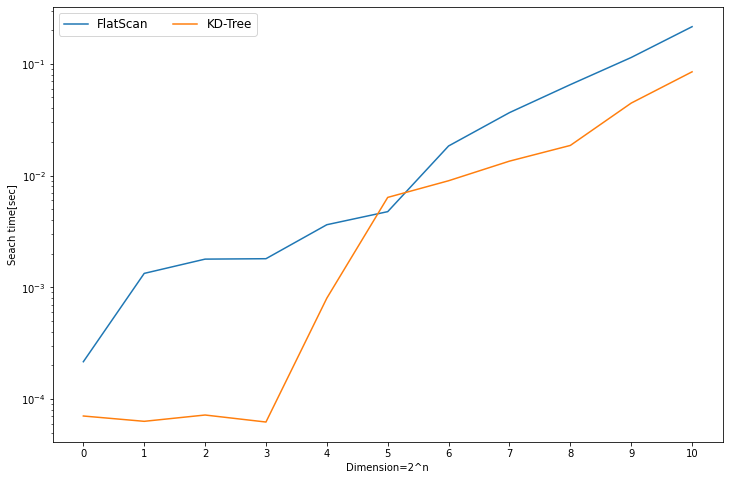 FlatScan KD-Tree
10⁻¹
10⁻²
10⁻³
10⁻⁴
Seach time[sec]
0 1 2 3 4 5 6 7 8 9 10
Dimension=2^n